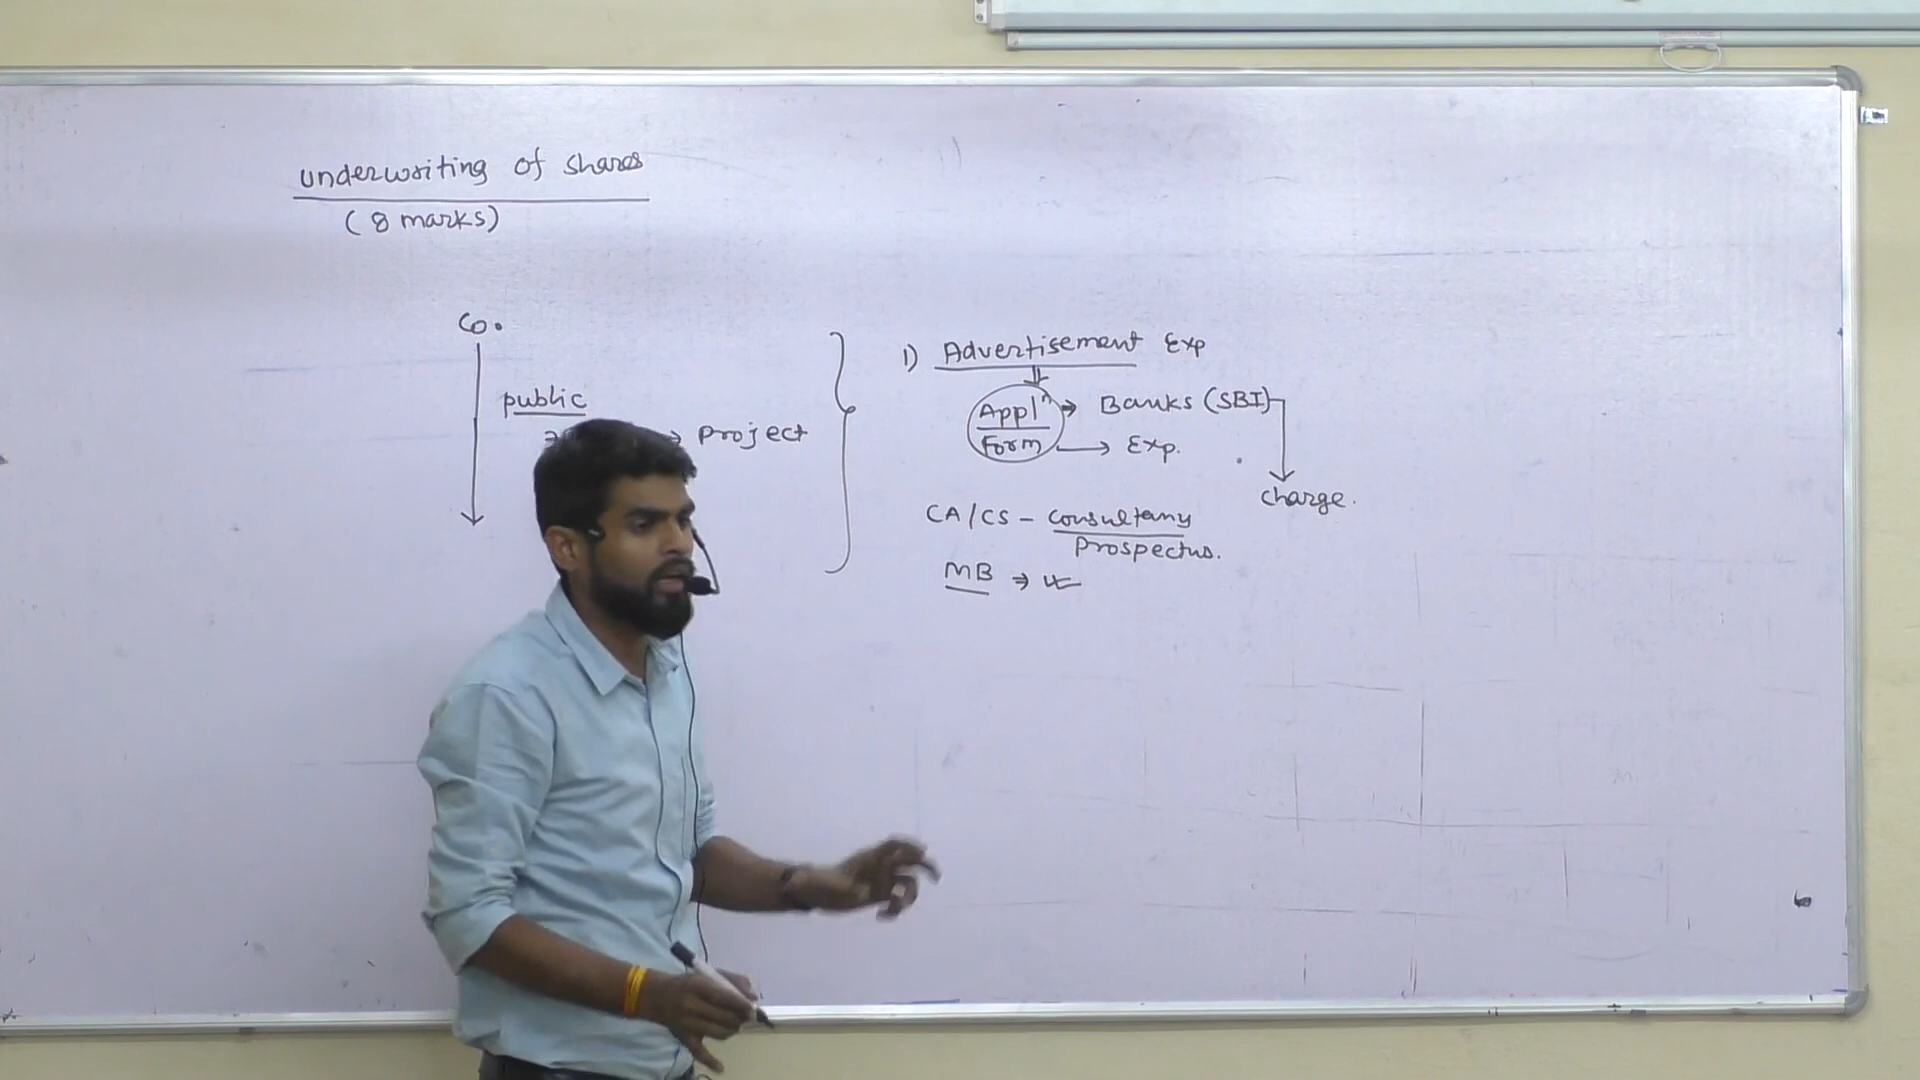 underwriting of shares
(8 marks)
Co.
public
→ Project
1) Advertisement Exp
Applⁿ → Banks (SBI)
Form → Exp.
charge.
CA/CS - Consultancy
Prospectus.
MB ⇒